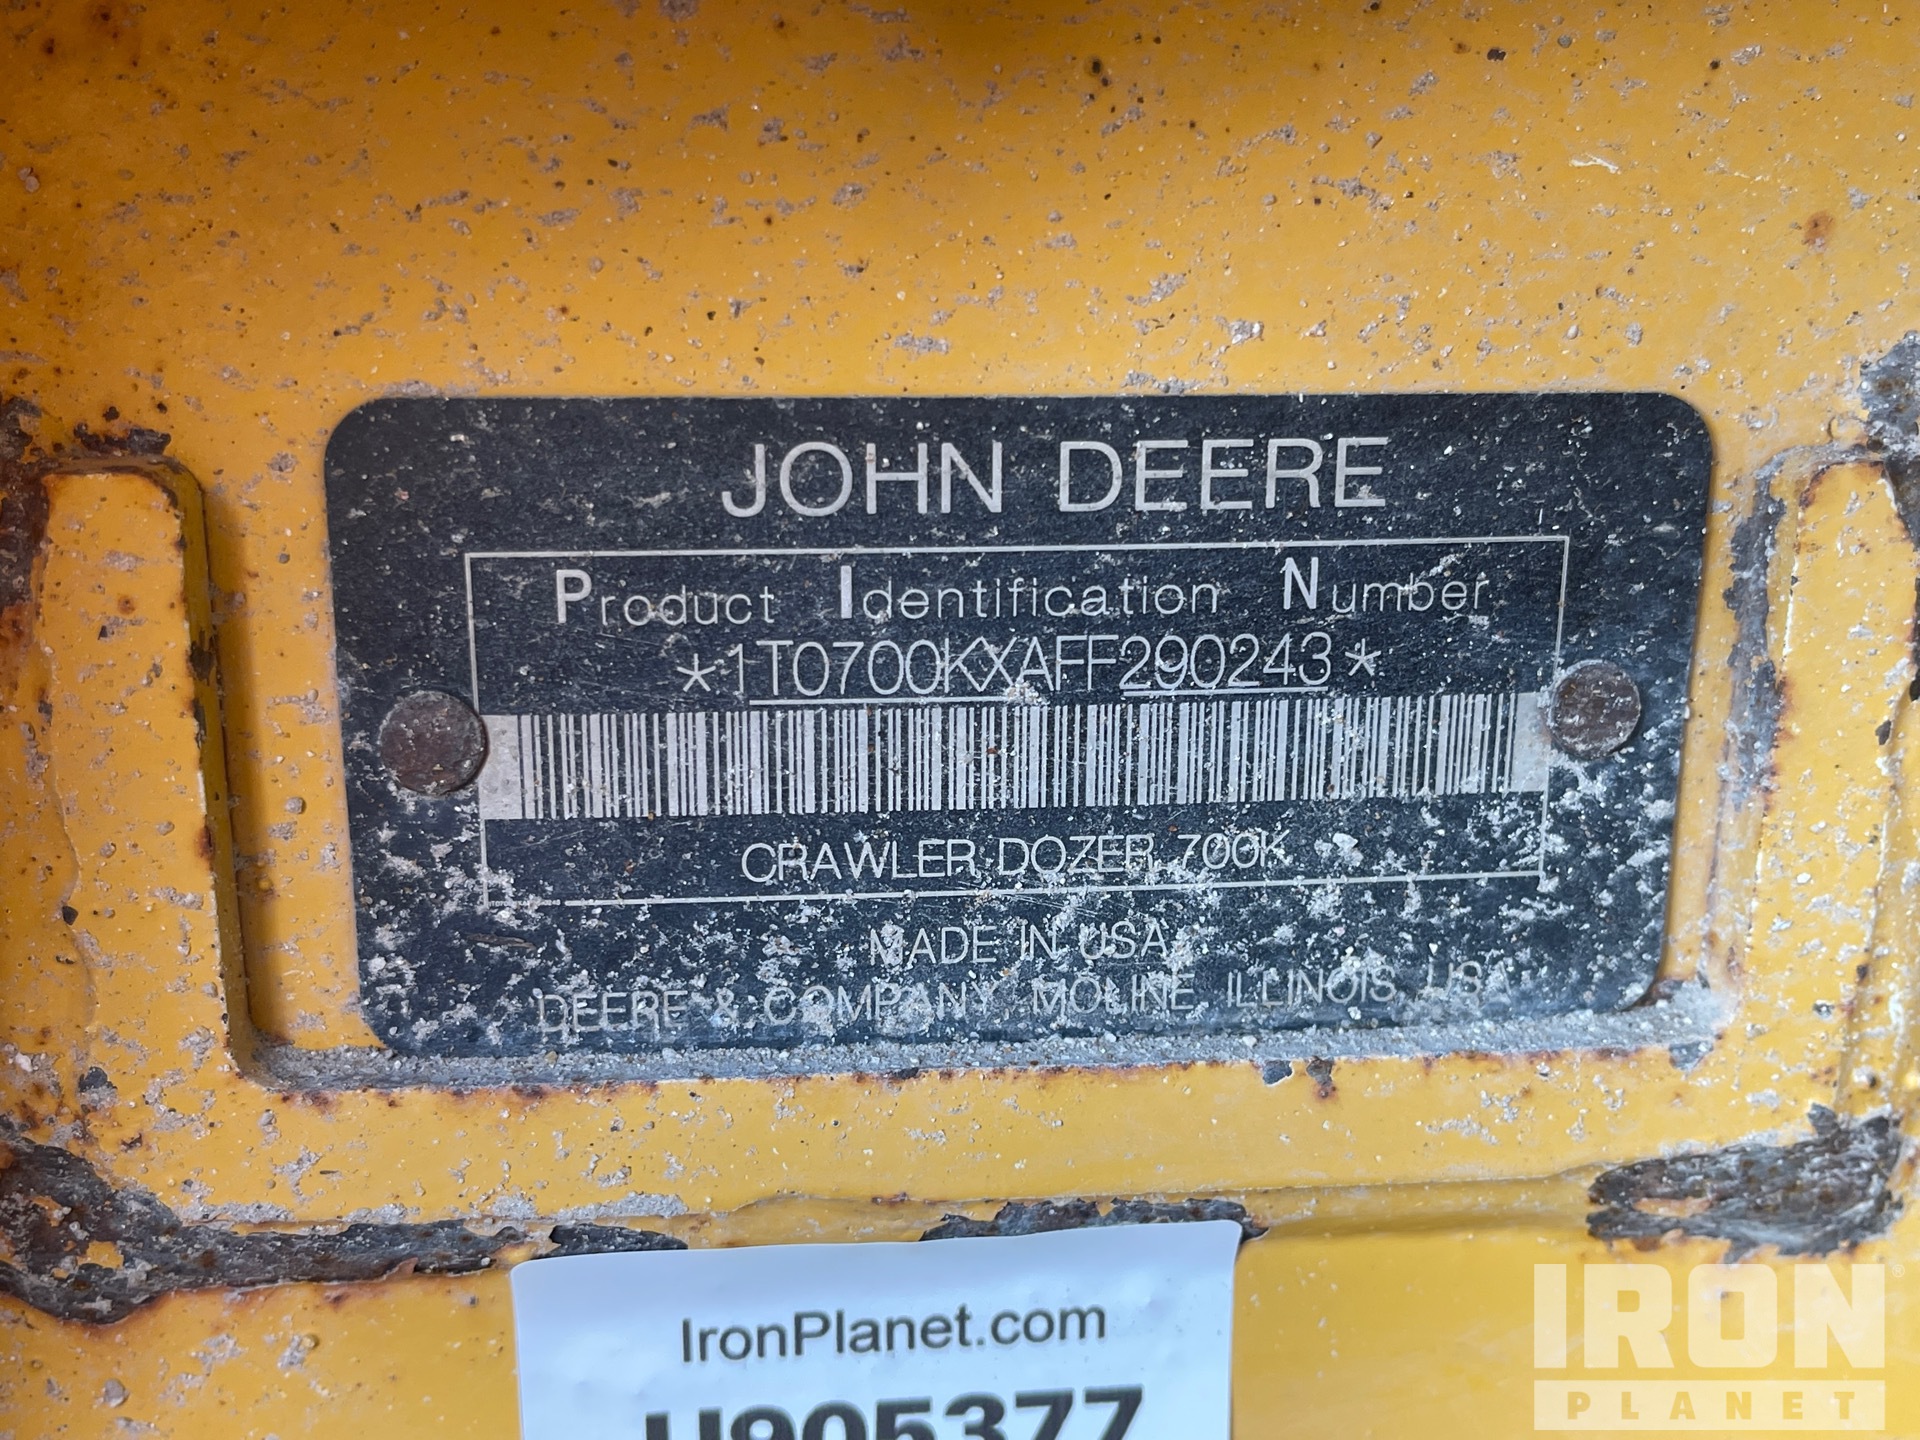 JOHN DEERE
Product Identification Number
*1T0700KXAFF290243*
CRAWLER DOZER 700K
MADE IN USA
DEERE & COMPANY MOLINE ILLINOIS USA
IronPlanet.com
U905377
IRON®
PLANET